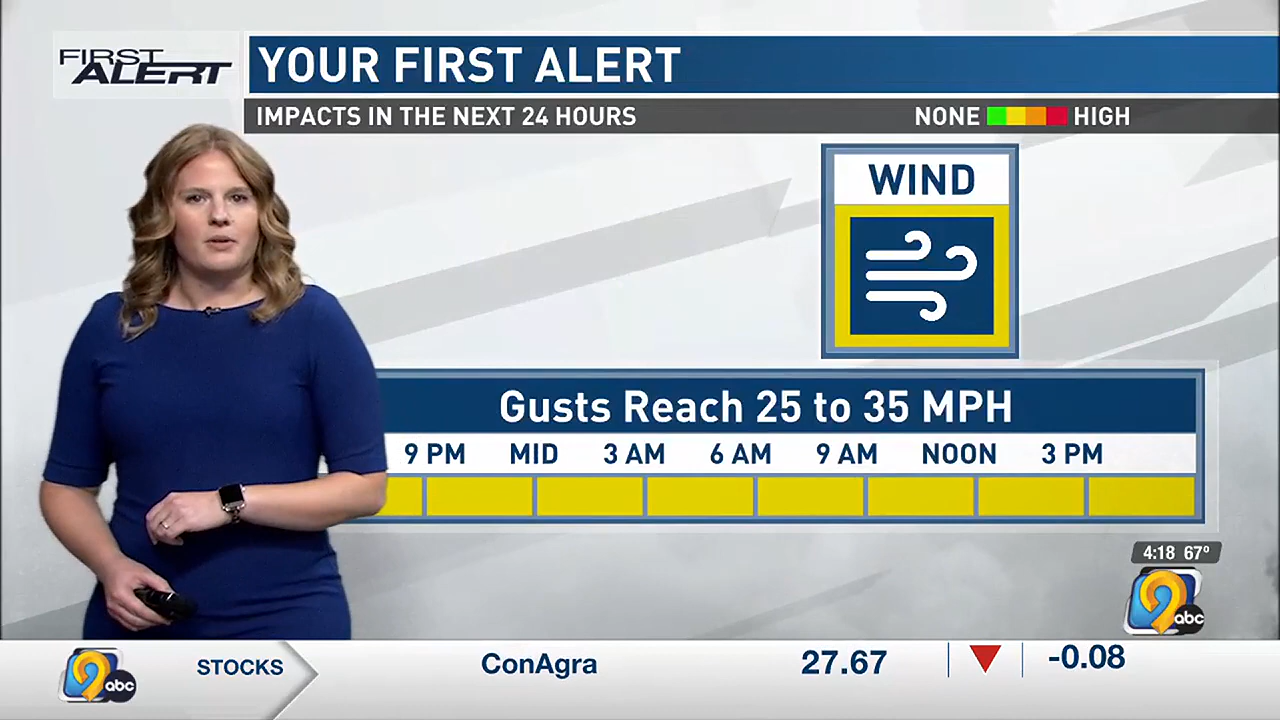 FIRST ALERT
YOUR FIRST ALERT
IMPACTS IN THE NEXT 24 HOURS
NONE HIGH
WIND
Gusts Reach 25 to 35 MPH
9 PM MID 3 AM 6 AM 9 AM NOON 3 PM
4:18 67°
9 abc
9 abc STOCKS ConAgra 27.67 -0.08